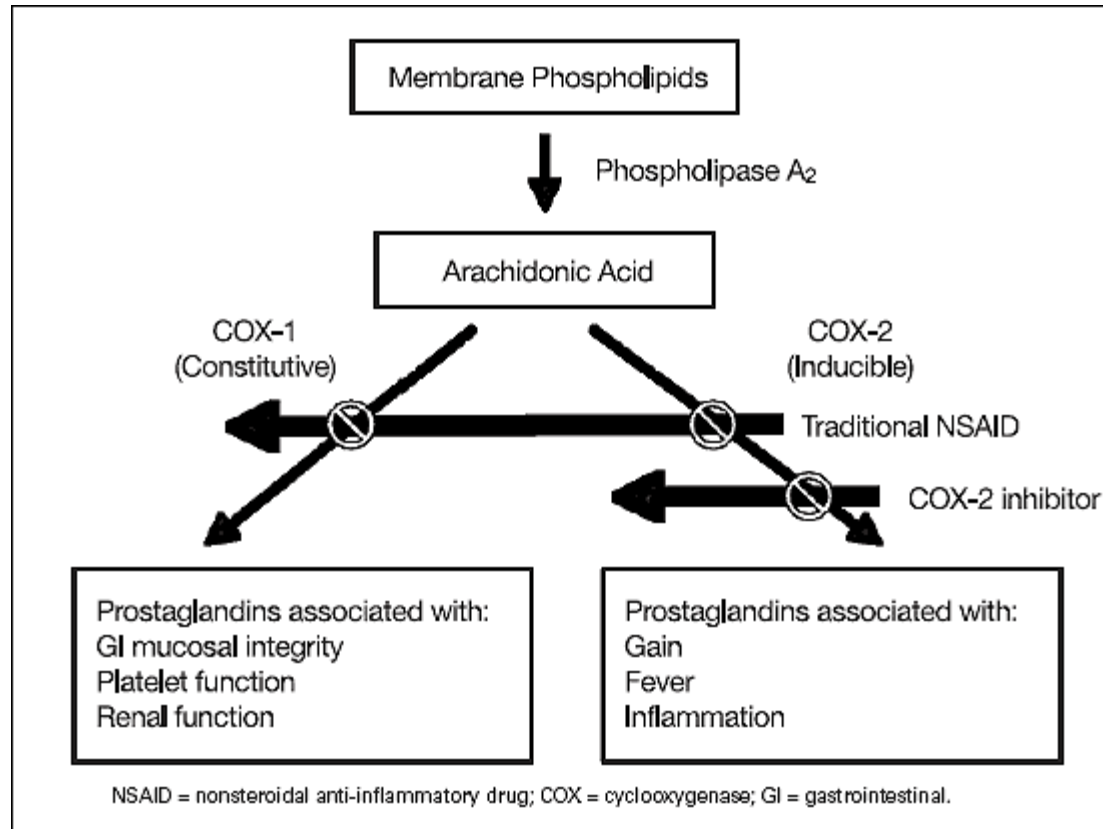 Membrane Phospholipids
Phospholipase A₂
Arachidonic Acid
COX-1
(Constitutive)
COX-2
(Inducible)
Traditional NSAID
COX-2 inhibitor
Prostaglandins associated with:
GI mucosal integrity
Platelet function
Renal function
Prostaglandins associated with:
Gain
Fever
Inflammation
NSAID = nonsteroidal anti-inflammatory drug; COX = cyclooxygenase; GI = gastrointestinal.